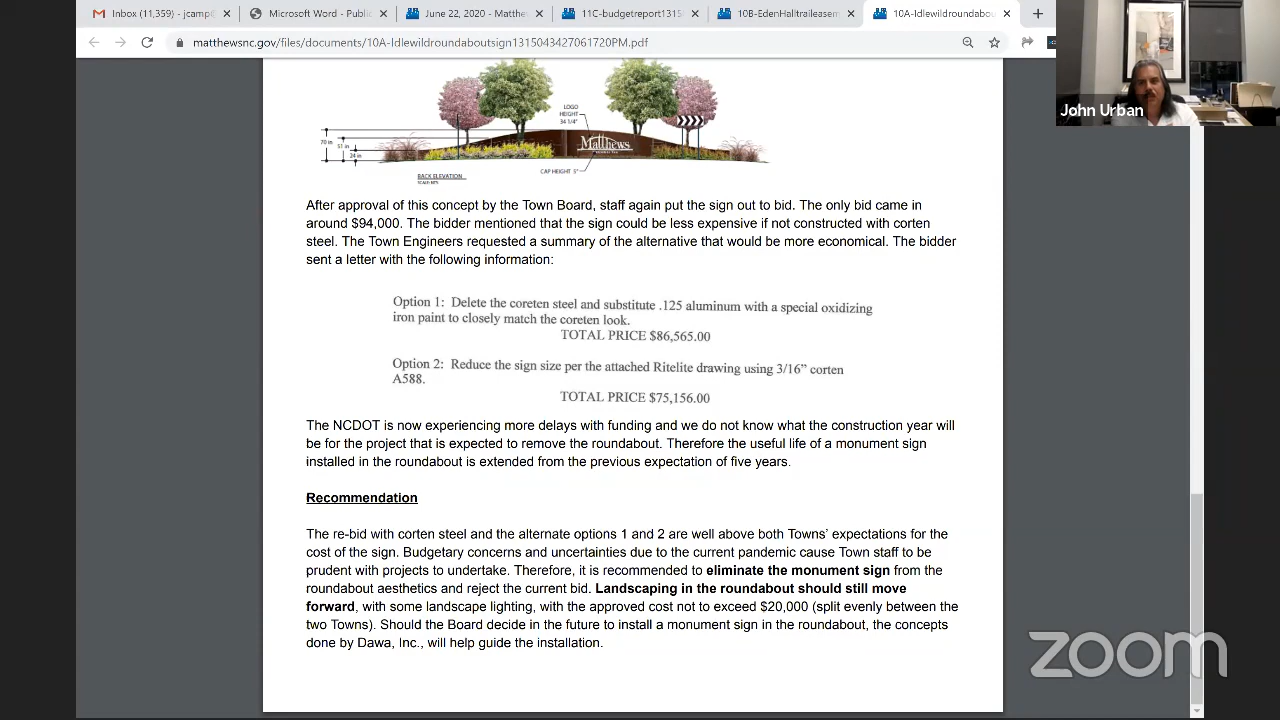 Inbox (11,359) - jcamp6
Microsoft Word - Public
June 22, 2020 - Matthe
11C-budgetreport1315
10B-EdenHalltreleasem
10A-Idlewildroundabou
matthewsnc.gov/files/document/10A-Idlewildroundaboutsign1315043427061720PM.pdf
John Urban
LOGO
HEIGHT
34 1/4"
70 in
51 in
24 in
Matthews
BACK ELEVATION
SCALE: NTS
CAP HEIGHT 5"
After approval of this concept by the Town Board, staff again put the sign out to bid. The only bid came in
around $94,000. The bidder mentioned that the sign could be less expensive if not constructed with corten
steel. The Town Engineers requested a summary of the alternative that would be more economical. The bidder
sent a letter with the following information:
Option 1: Delete the coreten steel and substitute .125 aluminum with a special oxidizing
iron paint to closely match the coreten look.
TOTAL PRICE $86,565.00
Option 2: Reduce the sign size per the attached Ritelite drawing using 3/16” corten
A588.
TOTAL PRICE $75,156.00
The NCDOT is now experiencing more delays with funding and we do not know what the construction year will
be for the project that is expected to remove the roundabout. Therefore the useful life of a monument sign
installed in the roundabout is extended from the previous expectation of five years.
Recommendation
The re-bid with corten steel and the alternate options 1 and 2 are well above both Towns’ expectations for the
cost of the sign. Budgetary concerns and uncertainties due to the current pandemic cause Town staff to be
prudent with projects to undertake. Therefore, it is recommended to eliminate the monument sign from the
roundabout aesthetics and reject the current bid. Landscaping in the roundabout should still move
forward, with some landscape lighting, with the approved cost not to exceed $20,000 (split evenly between the
two Towns). Should the Board decide in the future to install a monument sign in the roundabout, the concepts
done by Dawa, Inc., will help guide the installation.
zoom